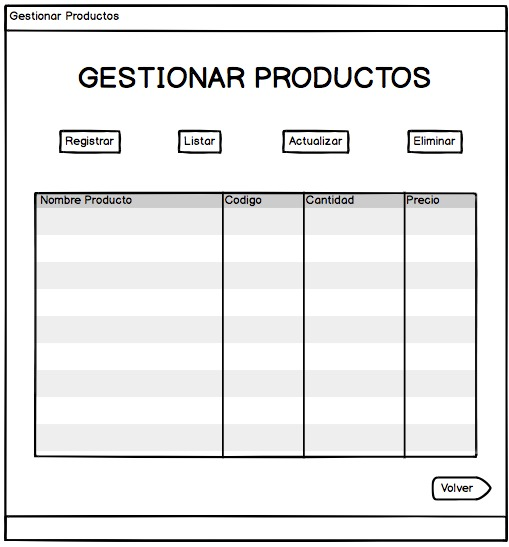 Gestionar Productos
GESTIONAR PRODUCTOS
Registrar Listar Actualizar Eliminar
Nombre Producto Codigo Cantidad Precio
Volver